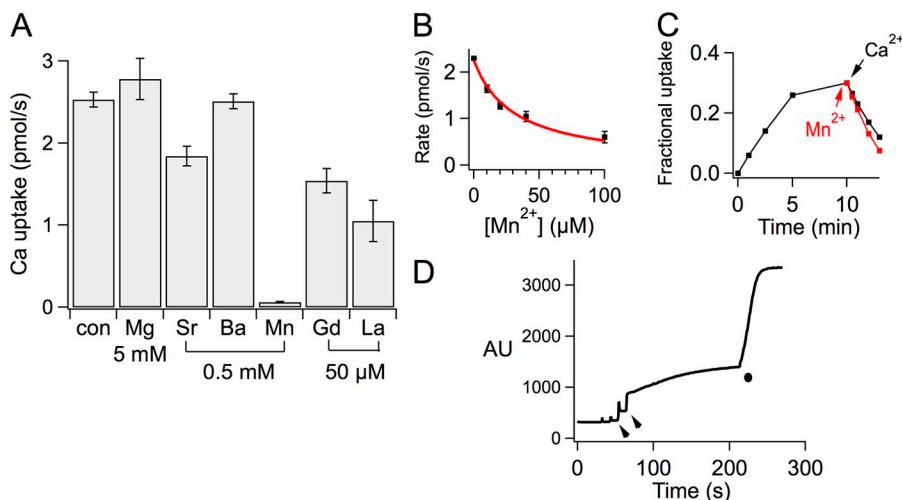 A
Ca uptake (pmol/s)
3
2
1
0
con Mg Sr Ba Mn Gd La
5 mM
0.5 mM
50 µM
B
Rate (pmol/s)
2
1
0
0 50 100
[Mn2+] (µM)
C
Fractional uptake
0.4
0.2
0.0
0 5 10
Time (min)
Ca2+
Mn2+
D
AU
3000
2000
1000
0
0 100 200 300
Time (s)